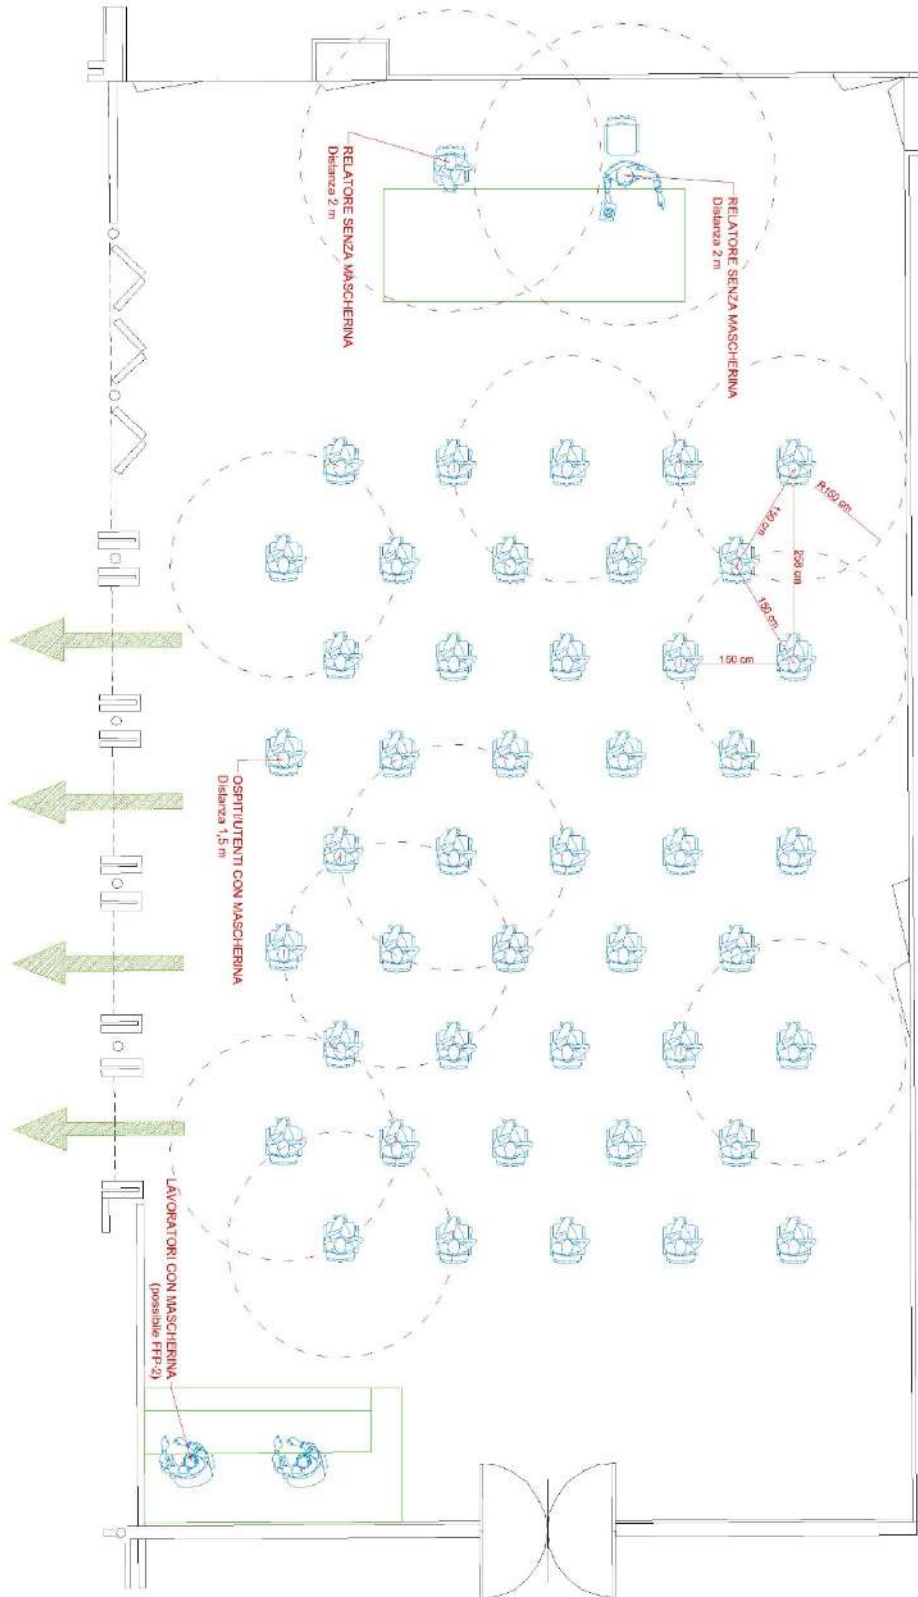 RELATORE SENZA MASCHERINA
Distanza 2 m
RELATORE SENZA MASCHERINA
Distanza 2 m
R150 cm
150 cm
258 cm
150 cm
150 cm
OSPITI/UTENTI CON MASCHERINA
Distanza 1,5 m
LAVORATORI CON MASCHERINA
(possibile FFP-2)